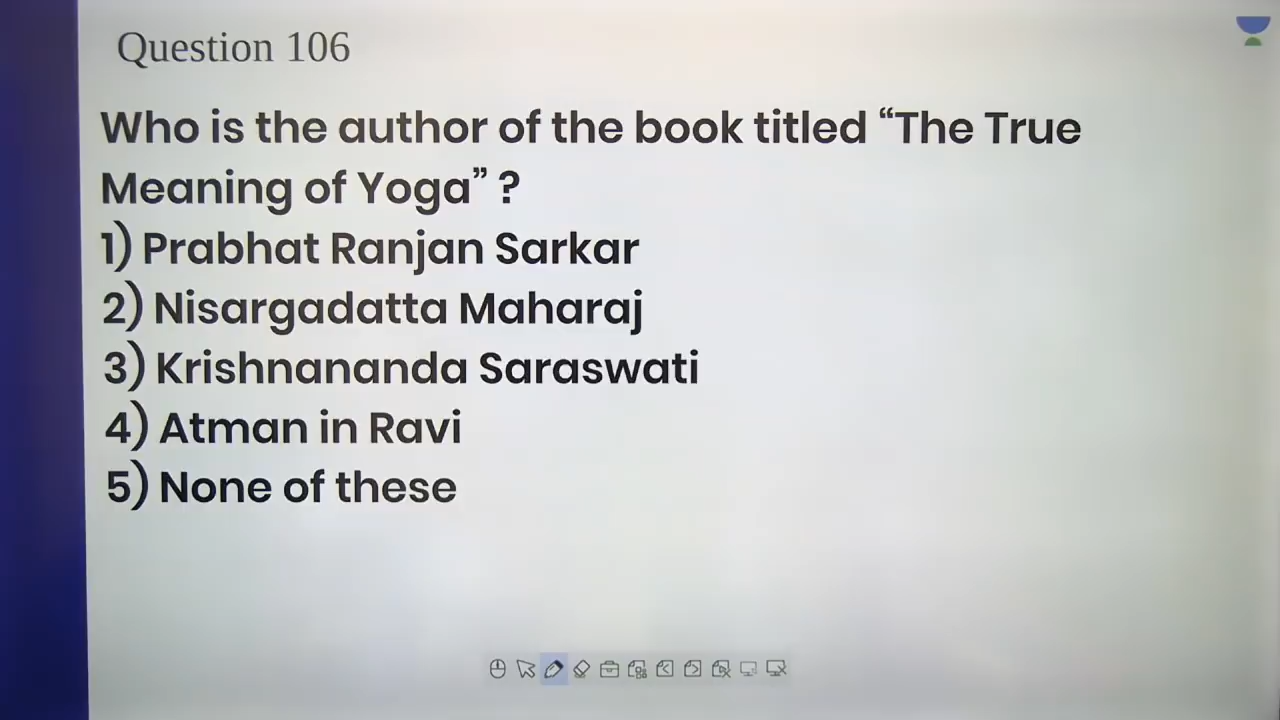 Question 106
Who is the author of the book titled “The True
Meaning of Yoga” ?
1) Prabhat Ranjan Sarkar
2) Nisargadatta Maharaj
3) Krishnananda Saraswati
4) Atman in Ravi
5) None of these